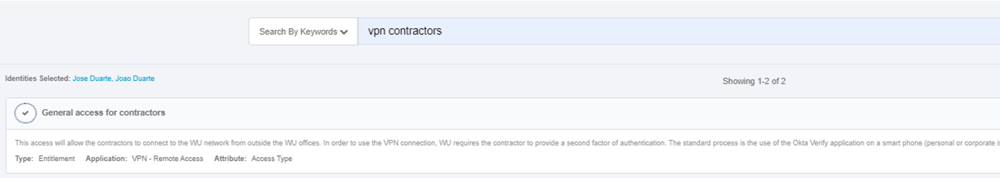 Search By Keywords vpn contractors
Identities Selected: Jose Duarte, Joao Duarte Showing 1-2 of 2
General access for contractors
This access will allow the contractors to connect to the WU network from outside the WU offices. In order to use the VPN connection, WU requires the contractor to provide a second factor of authentication. The standard process is the use of the Okta Verify application on a smart phone (personal or corporate is
Type: Entitlement Application: VPN - Remote Access Attribute: Access Type